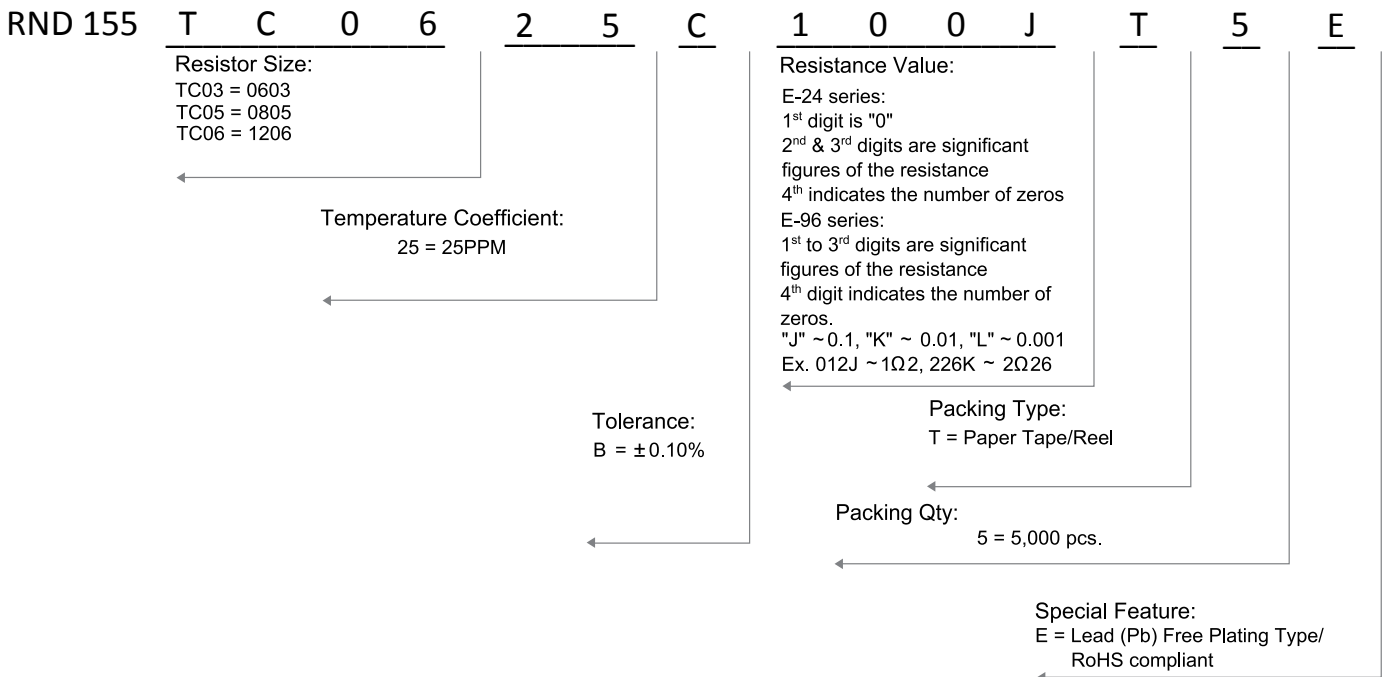 RND 155 T C 0 6 2 5 C 1 0 0 J T 5 E
Resistor Size:
TC03 = 0603
TC05 = 0805
TC06 = 1206
Temperature Coefficient:
25 = 25PPM
Tolerance:
B = ±0.10%
Resistance Value:
E-24 series:
1st digit is "0"
2nd & 3rd digits are significant
figures of the resistance
4th indicates the number of zeros
E-96 series:
1st to 3rd digits are significant
figures of the resistance
4th digit indicates the number of
zeros.
"J" ~0.1, "K" ~ 0.01, "L" ~ 0.001
Ex. 012J ~1Ω2, 226K ~ 2Ω26
Packing Type:
T = Paper Tape/Reel
Packing Qty:
5 = 5,000 pcs.
Special Feature:
E = Lead (Pb) Free Plating Type/
RoHS compliant